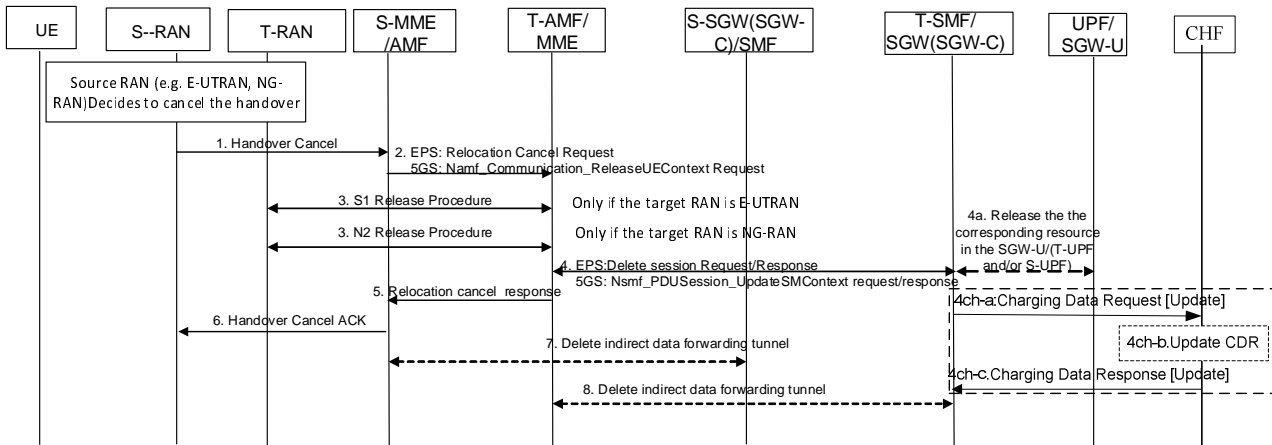 UE
S--RAN
T-RAN
S-MME
/AMF
T-AMF/
MME
S-SGW(SGW-
C)/SMF
T-SMF/
SGW(SGW-C)
UPF/
SGW-U
CHF
Source RAN (e.g. E-UTRAN, NG-
RAN)Decides to cancel the handover
1. Handover Cancel
2. EPS: Relocation Cancel Request
5GS: Namf_Communication_ReleaseUEContext Request
3. S1 Release Procedure
Only if the target RAN is E-UTRAN
3. N2 Release Procedure
Only if the target RAN is NG-RAN
4a. Release the the
corresponding resource
in the SGW-U/(T-UPF
and/or S-UPF)
4. EPS:Delete session Request/Response
5GS: Nsmf_PDUSession_UpdateSMContext request/response
5. Relocation cancel response
4ch-a:Charging Data Request [Update]
6. Handover Cancel ACK
4ch-b.Update CDR
7. Delete indirect data forwarding tunnel
4ch-c.Charging Data Response [Update]
8. Delete indirect data forwarding tunnel